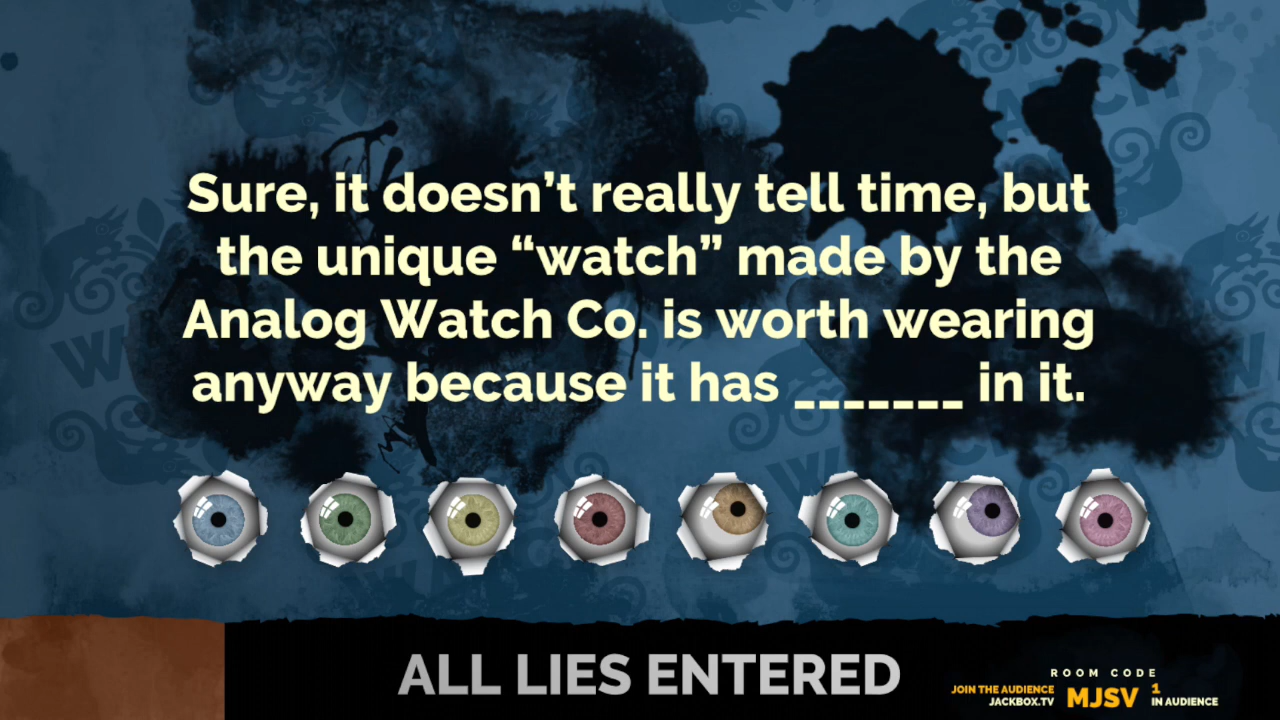 Sure, it doesn’t really tell time, but
the unique “watch” made by the
Analog Watch Co. is worth wearing
anyway because it has _______ in it.
ALL LIES ENTERED
ROOM CODE
JOIN THE AUDIENCE
JACKBOX.TV
MJSV
1
IN AUDIENCE